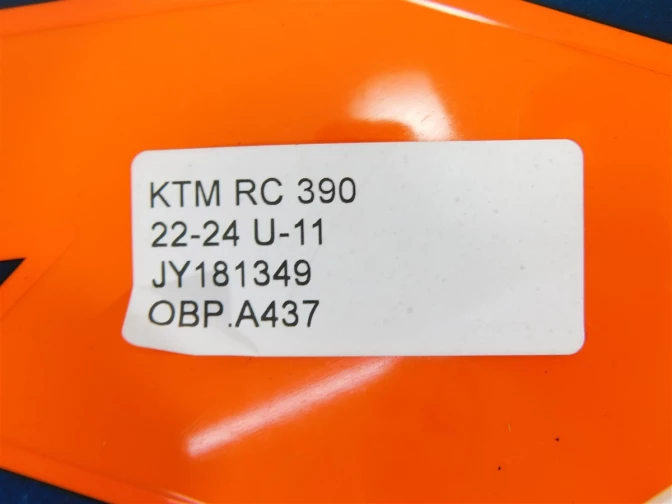 KTM RC 390
22-24 U-11
JY181349
OBP.A437